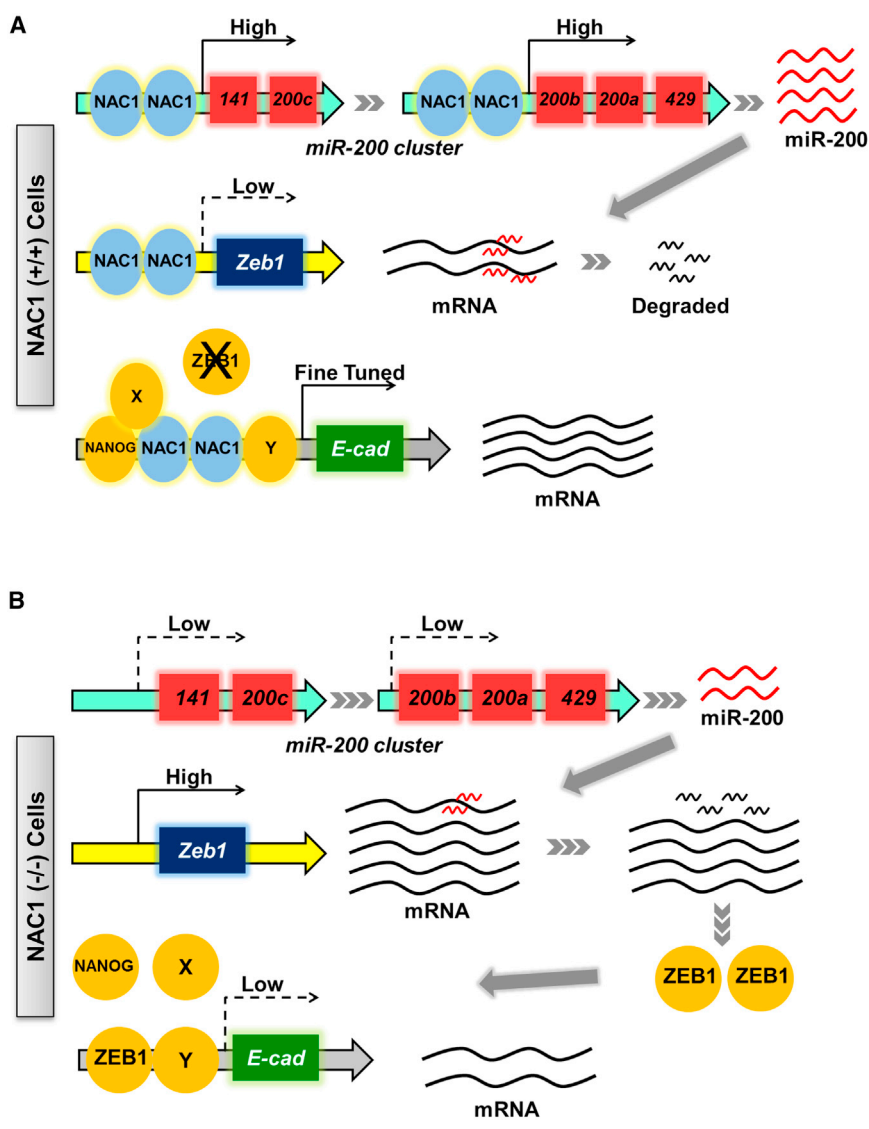 A
High
High
NAC1 NAC1 141 200c
NAC1 NAC1 200b 200a 429
miR-200 cluster
miR-200
NAC1 (+/+) Cells
Low
NAC1 NAC1 Zeb1
mRNA
Degraded
ZEB1
X
Fine Tuned
NANOG NAC1 NAC1 Y E-cad
mRNA
B
Low
Low
141 200c
200b 200a 429
miR-200 cluster
miR-200
NAC1 (-/-) Cells
High
Zeb1
mRNA
NANOG X
ZEB1 ZEB1
Low
ZEB1 Y E-cad
mRNA